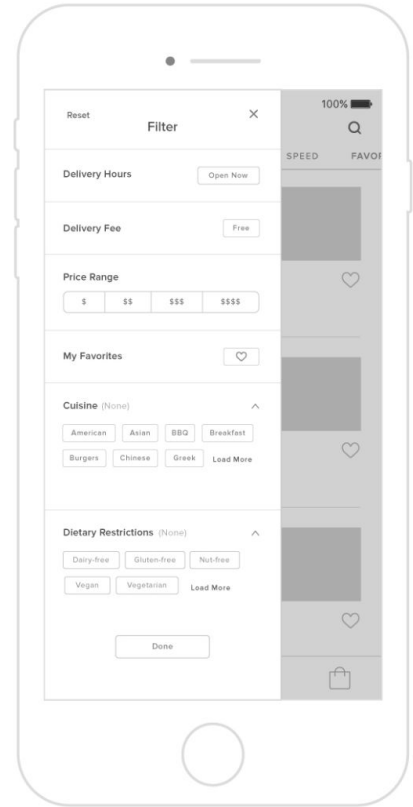 100%
Reset
Filter
SPEED FAVOR
Delivery Hours Open Now
Delivery Fee Free
Price Range
$ $$ $$$ $$$$
My Favorites
Cuisine (None)
American Asian BBQ Breakfast
Burgars Chinese Greek Load More
Dietary Restrictions (None)
Dairy-free Gluten-free Nut-free
Vegan Vegetarian Load More
Done